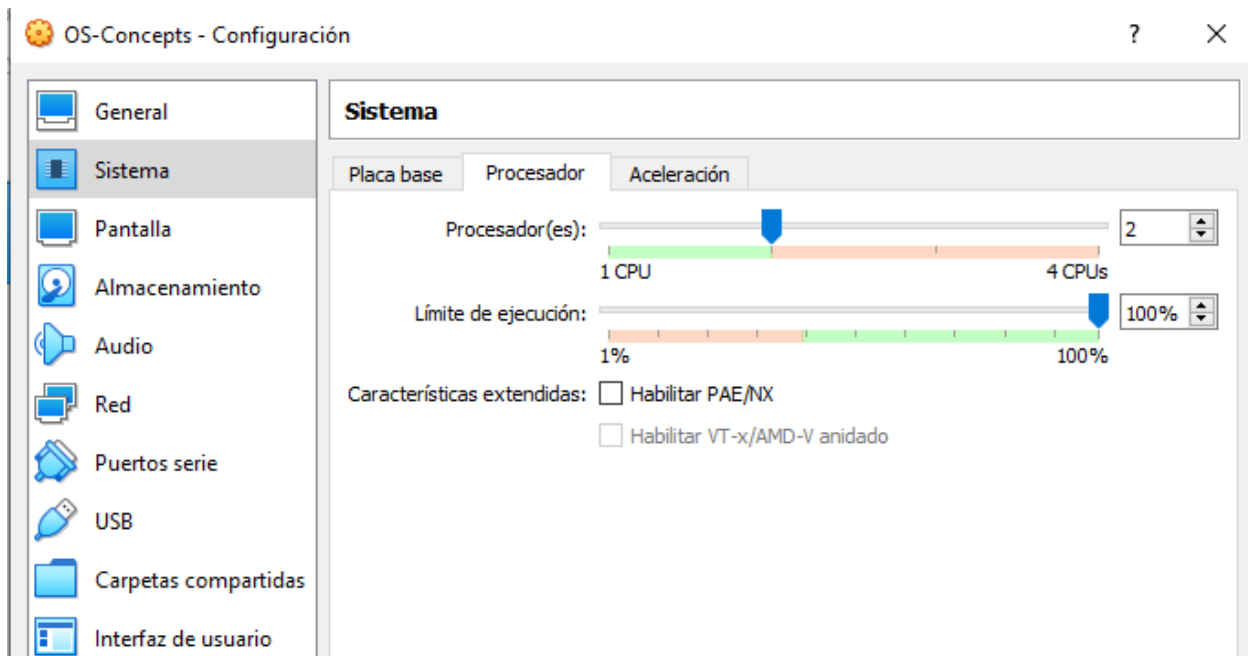 OS-Concepts - Configuración ? ×
General
Sistema
Pantalla
Almacenamiento
Audio
Red
Puertos serie
USB
Carpetas compartidas
Interfaz de usuario
Sistema
Placa base Procesador Aceleración
Procesador(es): 2
1 CPU 4 CPUs
Límite de ejecución: 100%
1% 100%
Características extendidas: Habilitar PAE/NX
Habilitar VT-x/AMD-V anidado